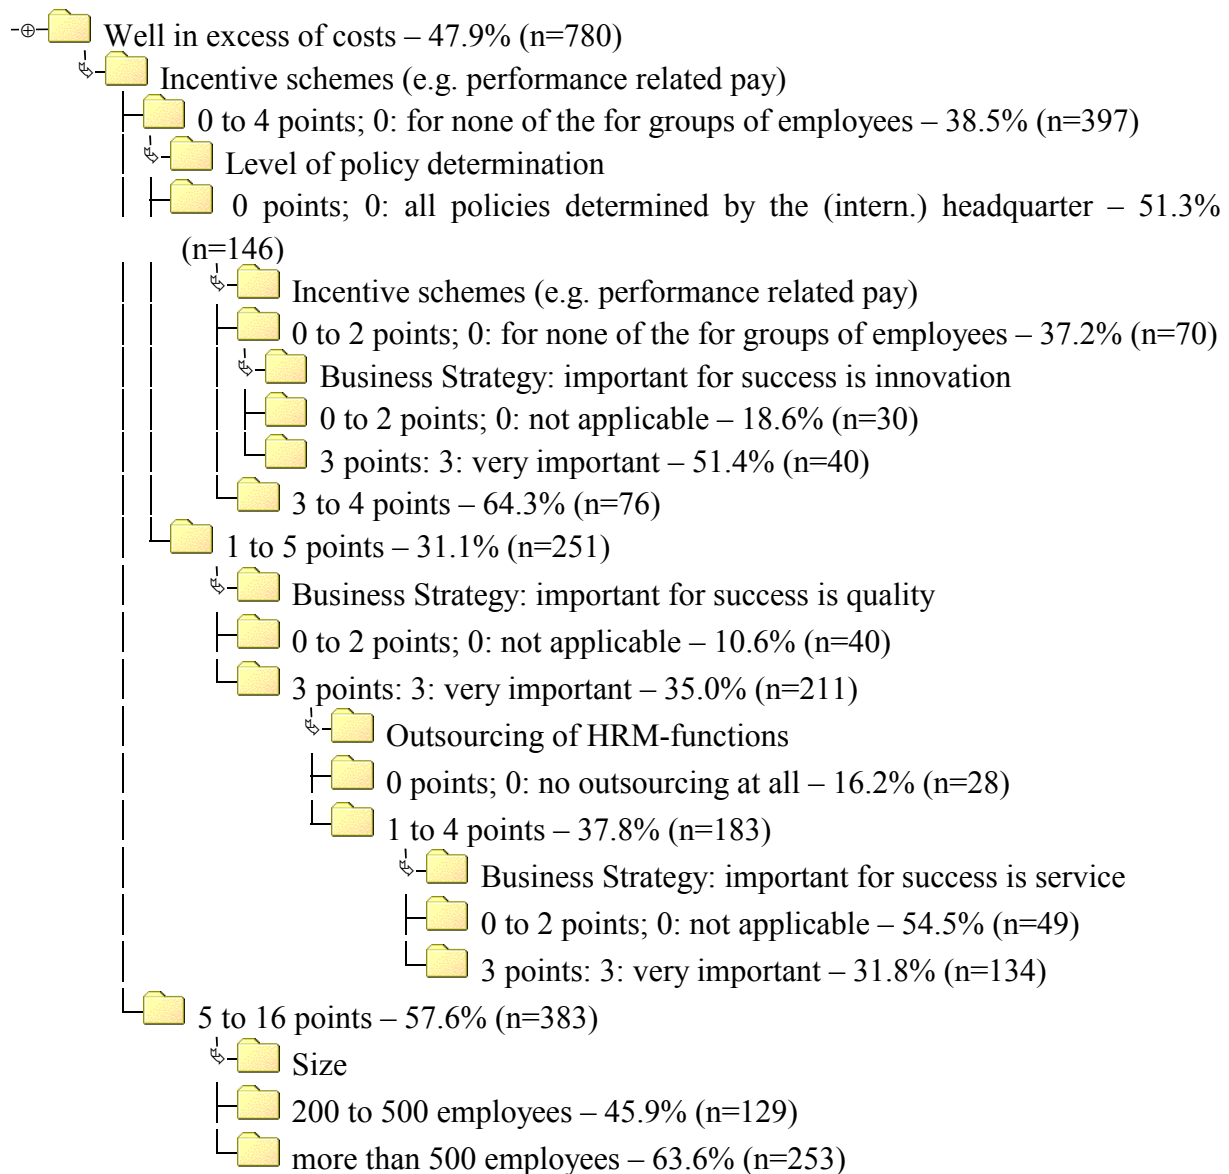 Well in excess of costs – 47.9% (n=780)
Incentive schemes (e.g. performance related pay)
0 to 4 points; 0: for none of the for groups of employees – 38.5% (n=397)
Level of policy determination
0 points; 0: all policies determined by the (intern.) headquarter – 51.3%
(n=146)
Incentive schemes (e.g. performance related pay)
0 to 2 points; 0: for none of the for groups of employees – 37.2% (n=70)
Business Strategy: important for success is innovation
0 to 2 points; 0: not applicable – 18.6% (n=30)
3 points: 3: very important – 51.4% (n=40)
3 to 4 points – 64.3% (n=76)
1 to 5 points – 31.1% (n=251)
Business Strategy: important for success is quality
0 to 2 points; 0: not applicable – 10.6% (n=40)
3 points: 3: very important – 35.0% (n=211)
Outsourcing of HRM-functions
0 points; 0: no outsourcing at all – 16.2% (n=28)
1 to 4 points – 37.8% (n=183)
Business Strategy: important for success is service
0 to 2 points; 0: not applicable – 54.5% (n=49)
3 points: 3: very important – 31.8% (n=134)
5 to 16 points – 57.6% (n=383)
Size
200 to 500 employees – 45.9% (n=129)
more than 500 employees – 63.6% (n=253)